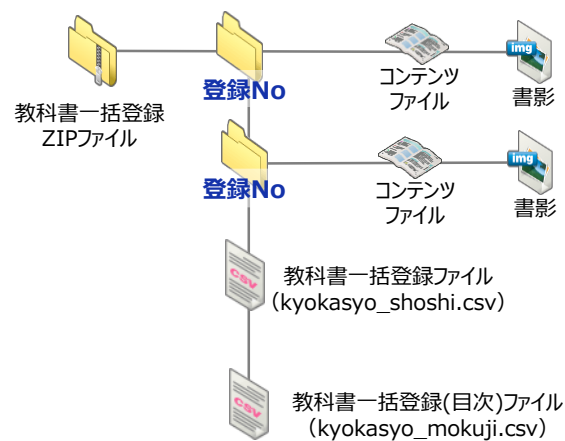 img
img
登録No
コンテンツ
ファイル
書影
教科書一括登録
ZIPファイル
登録No
コンテンツ
ファイル
書影
CSV
教科書一括登録ファイル
（kyokasyo_shoshi.csv）
CSV
教科書一括登録(目次)ファイル
（kyokasyo_mokuji.csv）